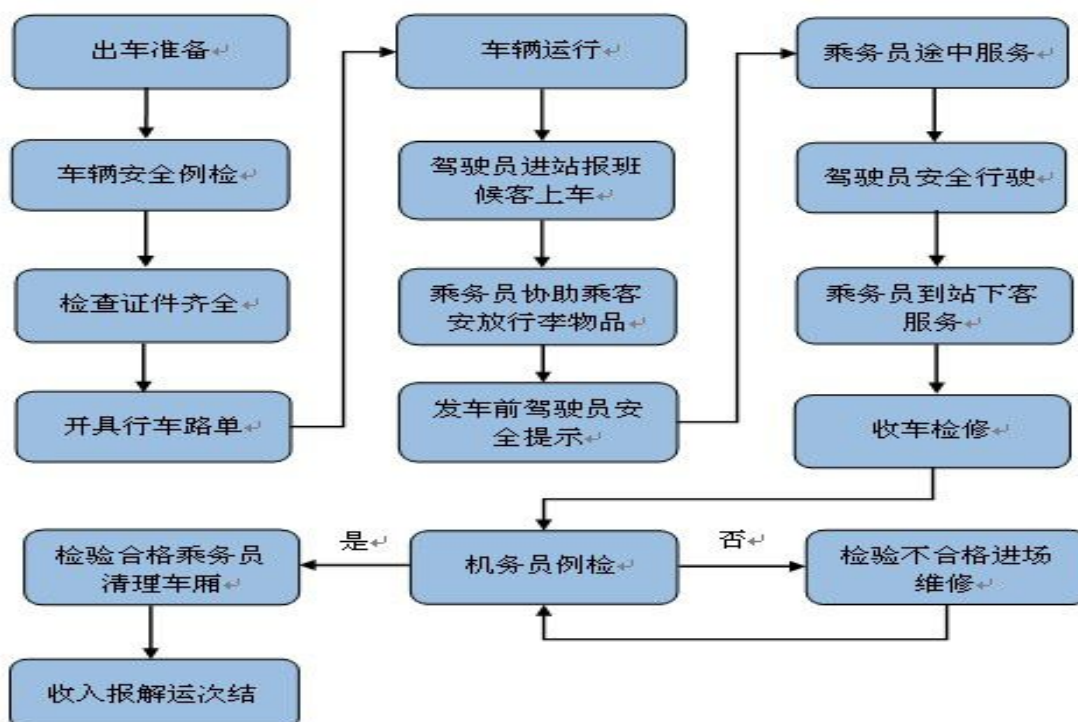 出车准备
车辆安全例检
检查证件齐全
开具行车路单
车辆运行
驾驶员进站报班
候客上车
乘务员协助乘客
安放行李物品
发车前驾驶员安
全提示
乘务员途中服务
驾驶员安全行驶
乘务员到站下客
服务
收车检修
机务员例检
是
否
检验合格乘务员
清理车厢
检验不合格进场
维修
收入报解运次结